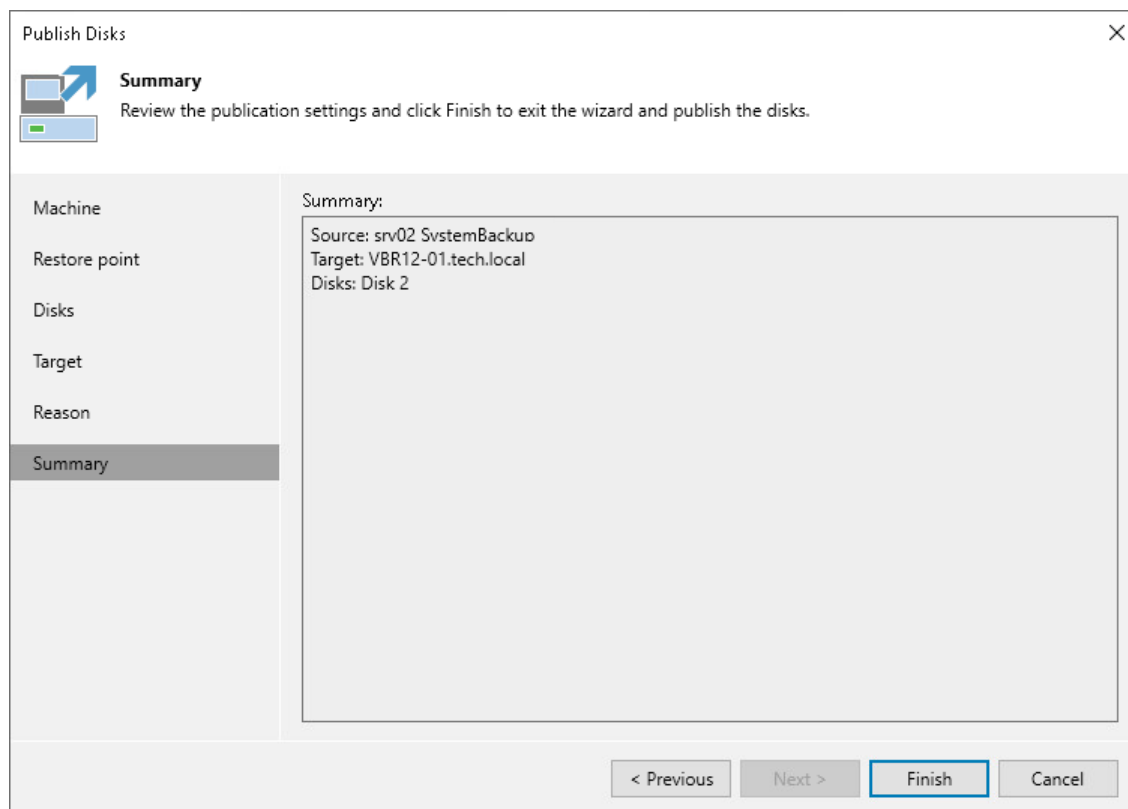 Publish Disks
Summary
Review the publication settings and click Finish to exit the wizard and publish the disks.
Machine
Restore point
Disks
Target
Reason
Summary
Summary:
Source: srv02 SystemBackup
Target: VBR12-01.tech.local
Disks: Disk 2
< Previous
Next >
Finish
Cancel